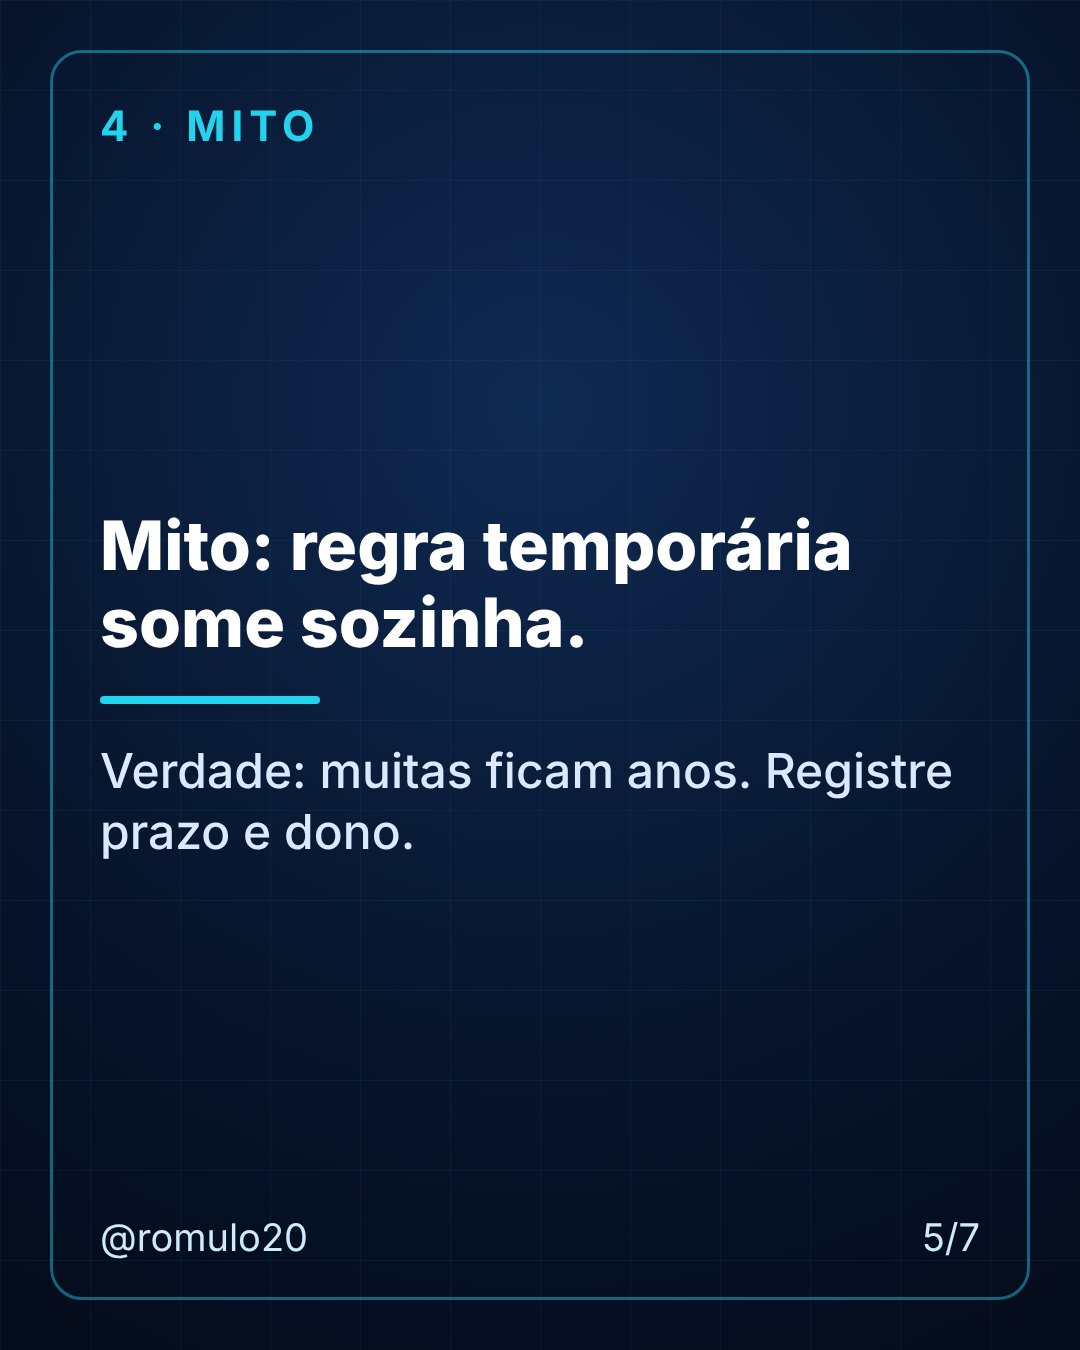 4 · MITO
Mito: regra temporária
some sozinha.
Verdade: muitas ficam anos. Registre
prazo e dono.
@romulo20
5/7